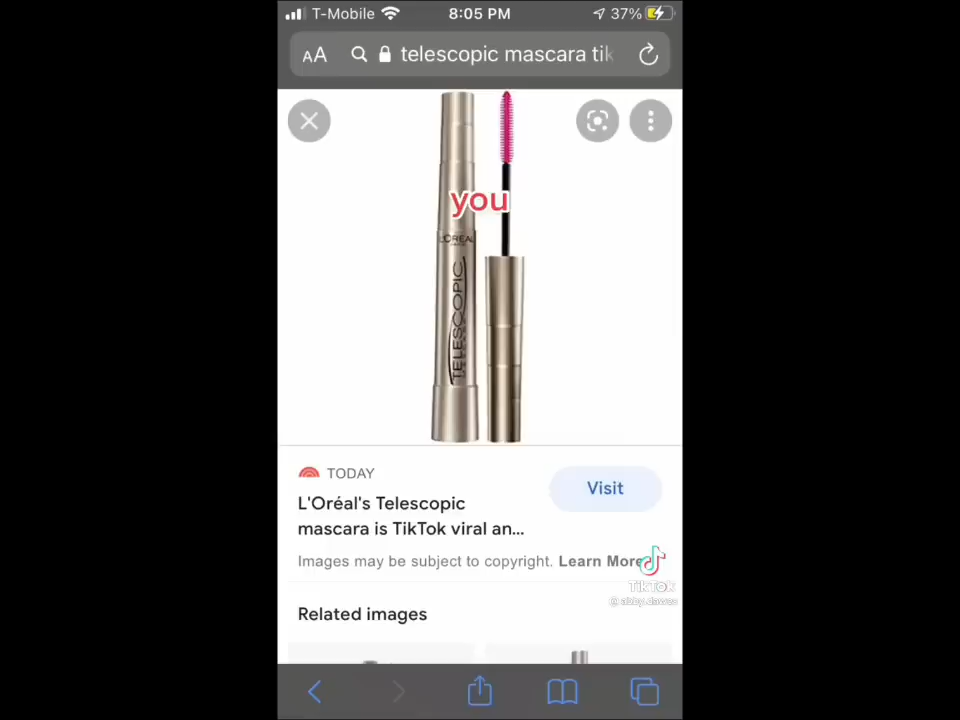 T-Mobile 8:05 PM 37%
AA telescopic mascara tik
you
L'ORÉAL
TELESCOPIC
TODAY
Visit
L'Oréal's Telescopic
mascara is TikTok viral an...
Images may be subject to copyright. Learn More
TikTok
Related images